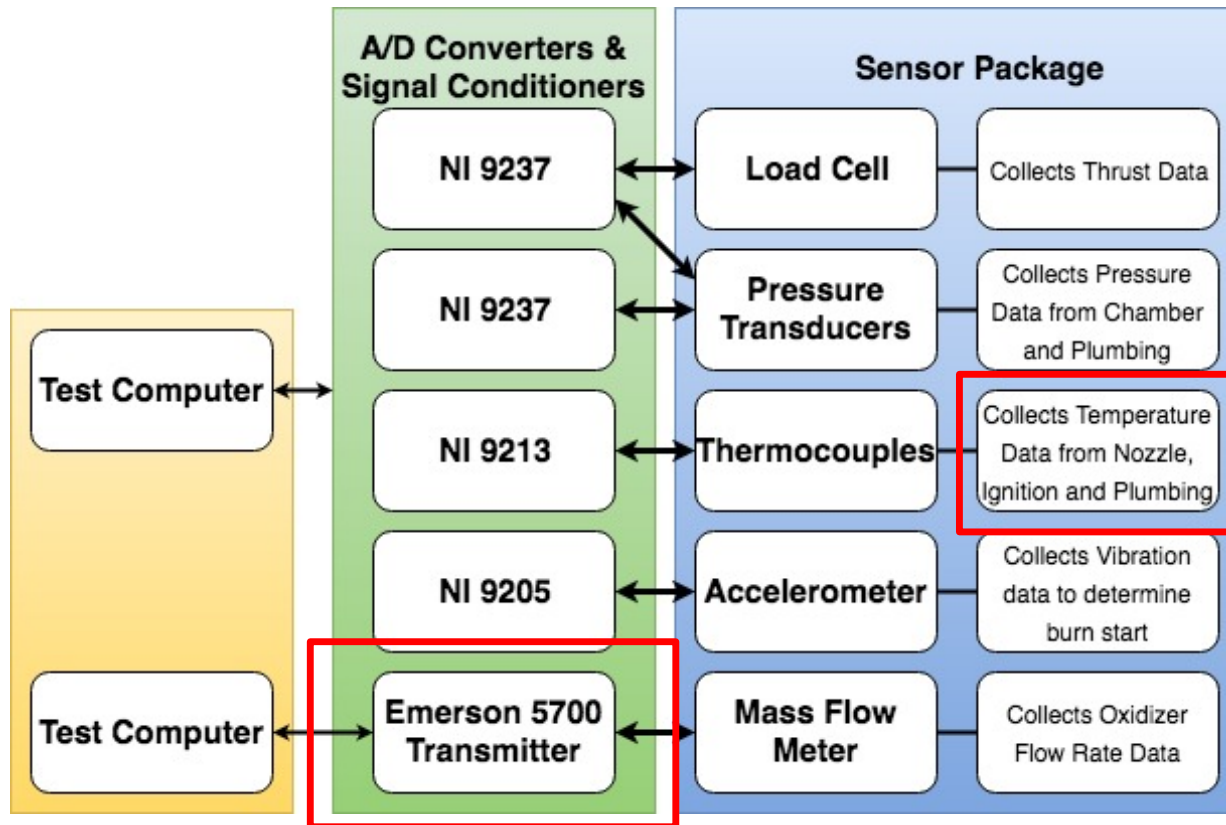 A/D Converters &
Signal Conditioners
Sensor Package
NI 9237
Load Cell
Collects Thrust Data
NI 9237
Pressure
Transducers
Collects Pressure
Data from Chamber
and Plumbing
Test Computer
NI 9213
Thermocouples
Collects Temperature
Data from Nozzle,
Ignition and Plumbing
NI 9205
Accelerometer
Collects Vibration
data to determine
burn start
Test Computer
Emerson 5700
Transmitter
Mass Flow
Meter
Collects Oxidizer
Flow Rate Data